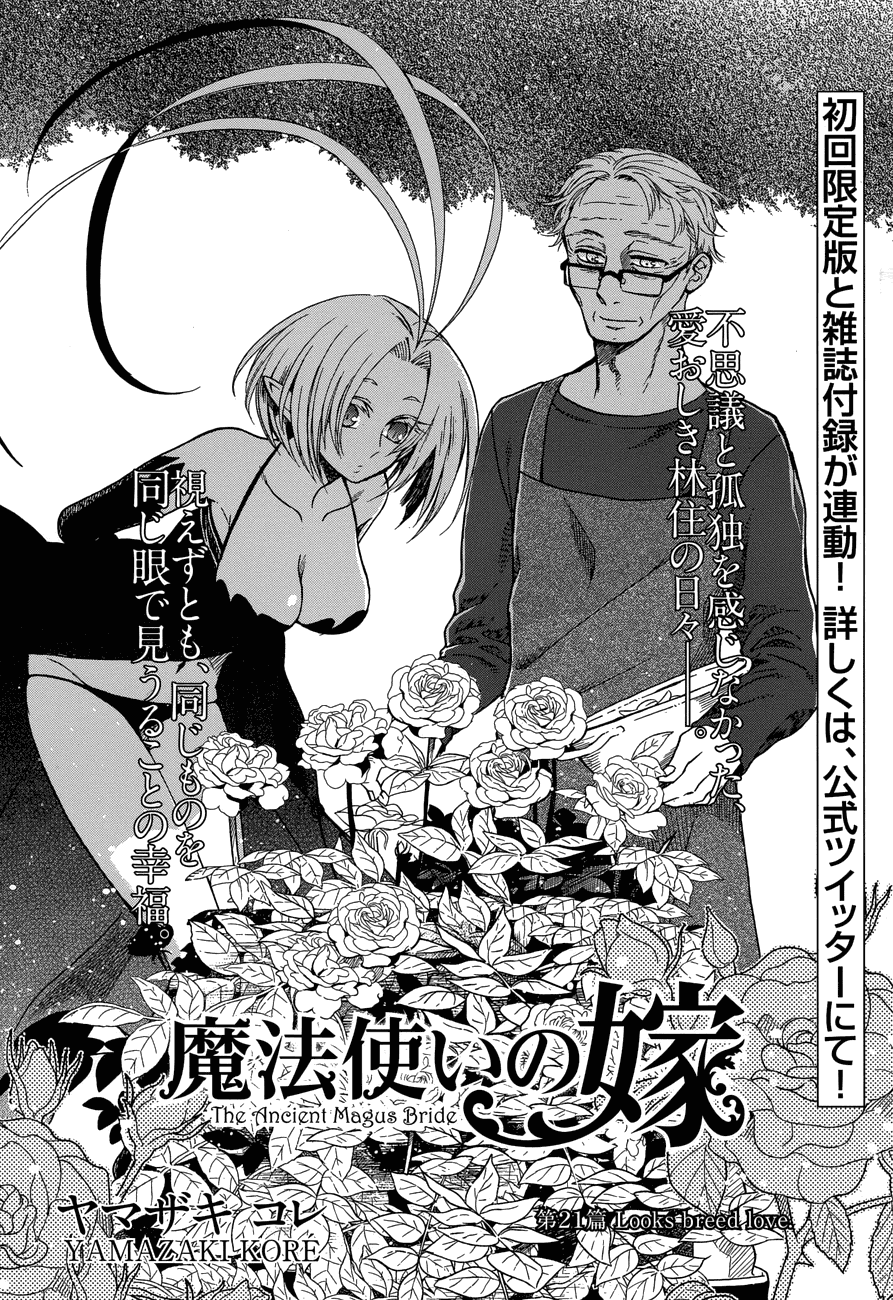 初回限定版と雑誌付録が連動！ 詳しくは、公式ツイッターにて！
不思議と孤独を感じなかった、
愛おしき林住の日々──。
視えずとも、同じものを
同じ眼で見うることの幸福。
魔法使いの嫁
The Ancient Magus Bride
ヤマザキ コレ
YAMAZAKI KORE
第21篇 Looks breed love.